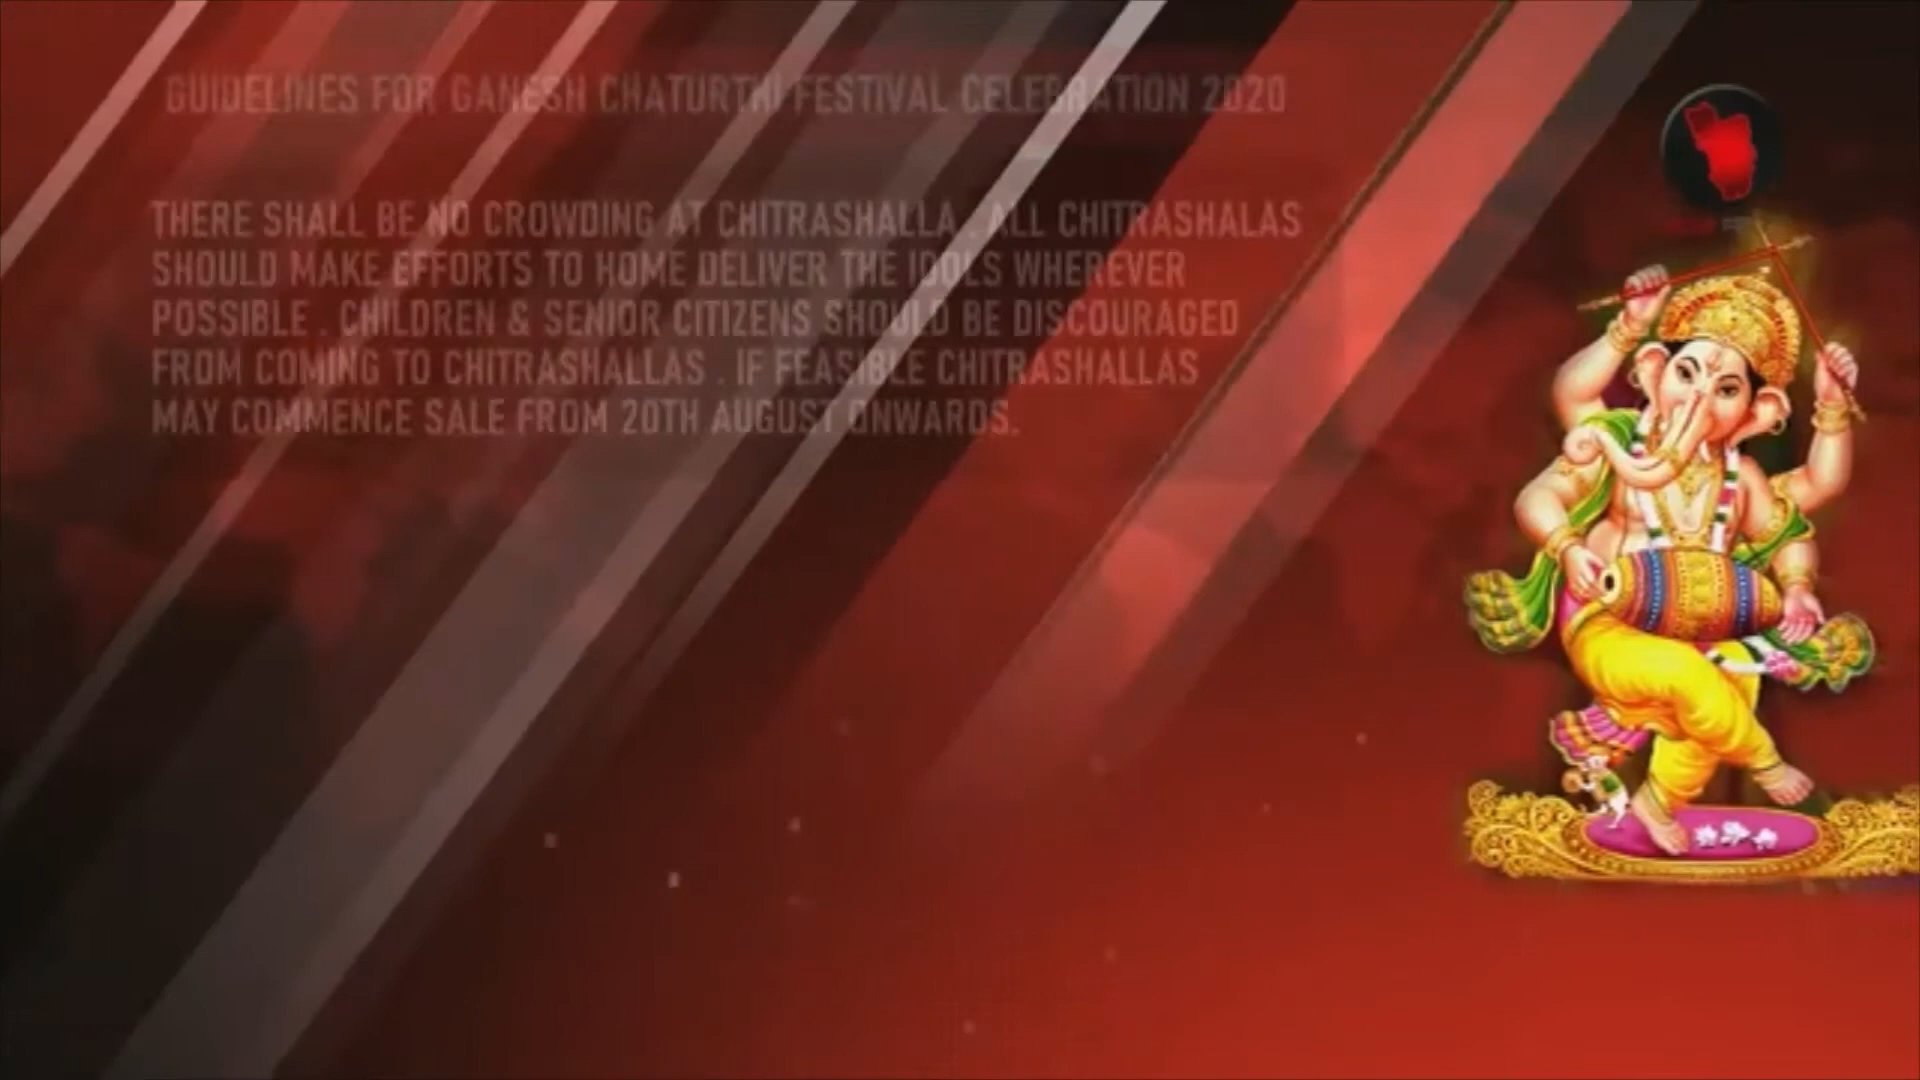 GUIDELINES FOR GANESH CHATURTHI FESTIVAL CELEBRATION 2020
THERE SHALL BE NO CROWDING AT CHITRASHALLA . ALL CHITRASHALAS
SHOULD MAKE EFFORTS TO HOME DELIVER THE IDOLS WHEREVER
POSSIBLE . CHILDREN & SENIOR CITIZENS SHOULD BE DISCOURAGED
FROM COMING TO CHITRASHALLAS . IF FEASIBLE CHITRASHALLAS
MAY COMMENCE SALE FROM 20TH AUGUST ONWARDS.